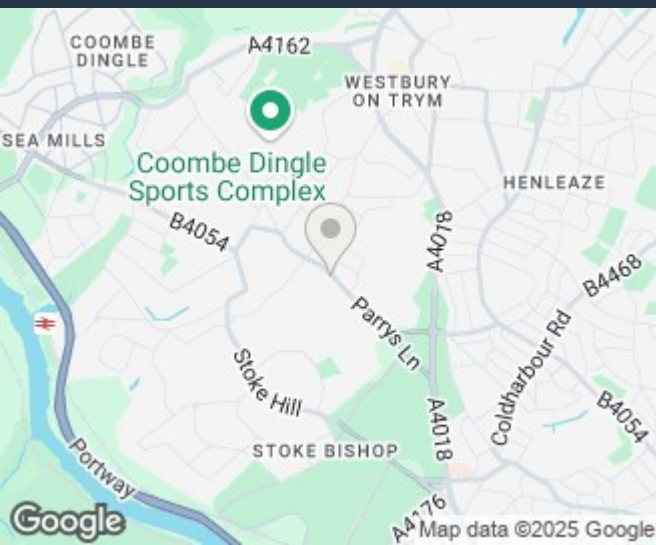 COOMBE
DINGLE
A4162
WESTBURY
ON TRYM
SEA MILLS
Coombe Dingle
Sports Complex
HENLEAZE
B4054
A4018
B4468
Parrys Ln
Coldharbour Rd
Stoke Hill
A4018
B4054
STOKE BISHOP
Portway
A4176
Google
Map data ©2025 Google